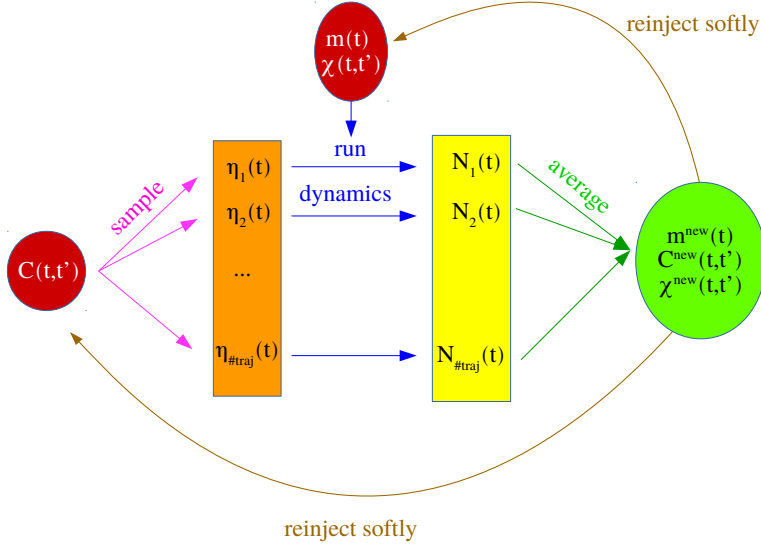 reinject softly
m(t)
χ(t,t’)
run
dynamics
sample
C(t,t’)
η₁(t)
η₂(t)
...
η#traj(t)
N₁(t)
N₂(t)
N#traj(t)
average
mⁿᵉʷ(t)
Cⁿᵉʷ(t,t’)
χⁿᵉʷ(t,t’)
reinject softly